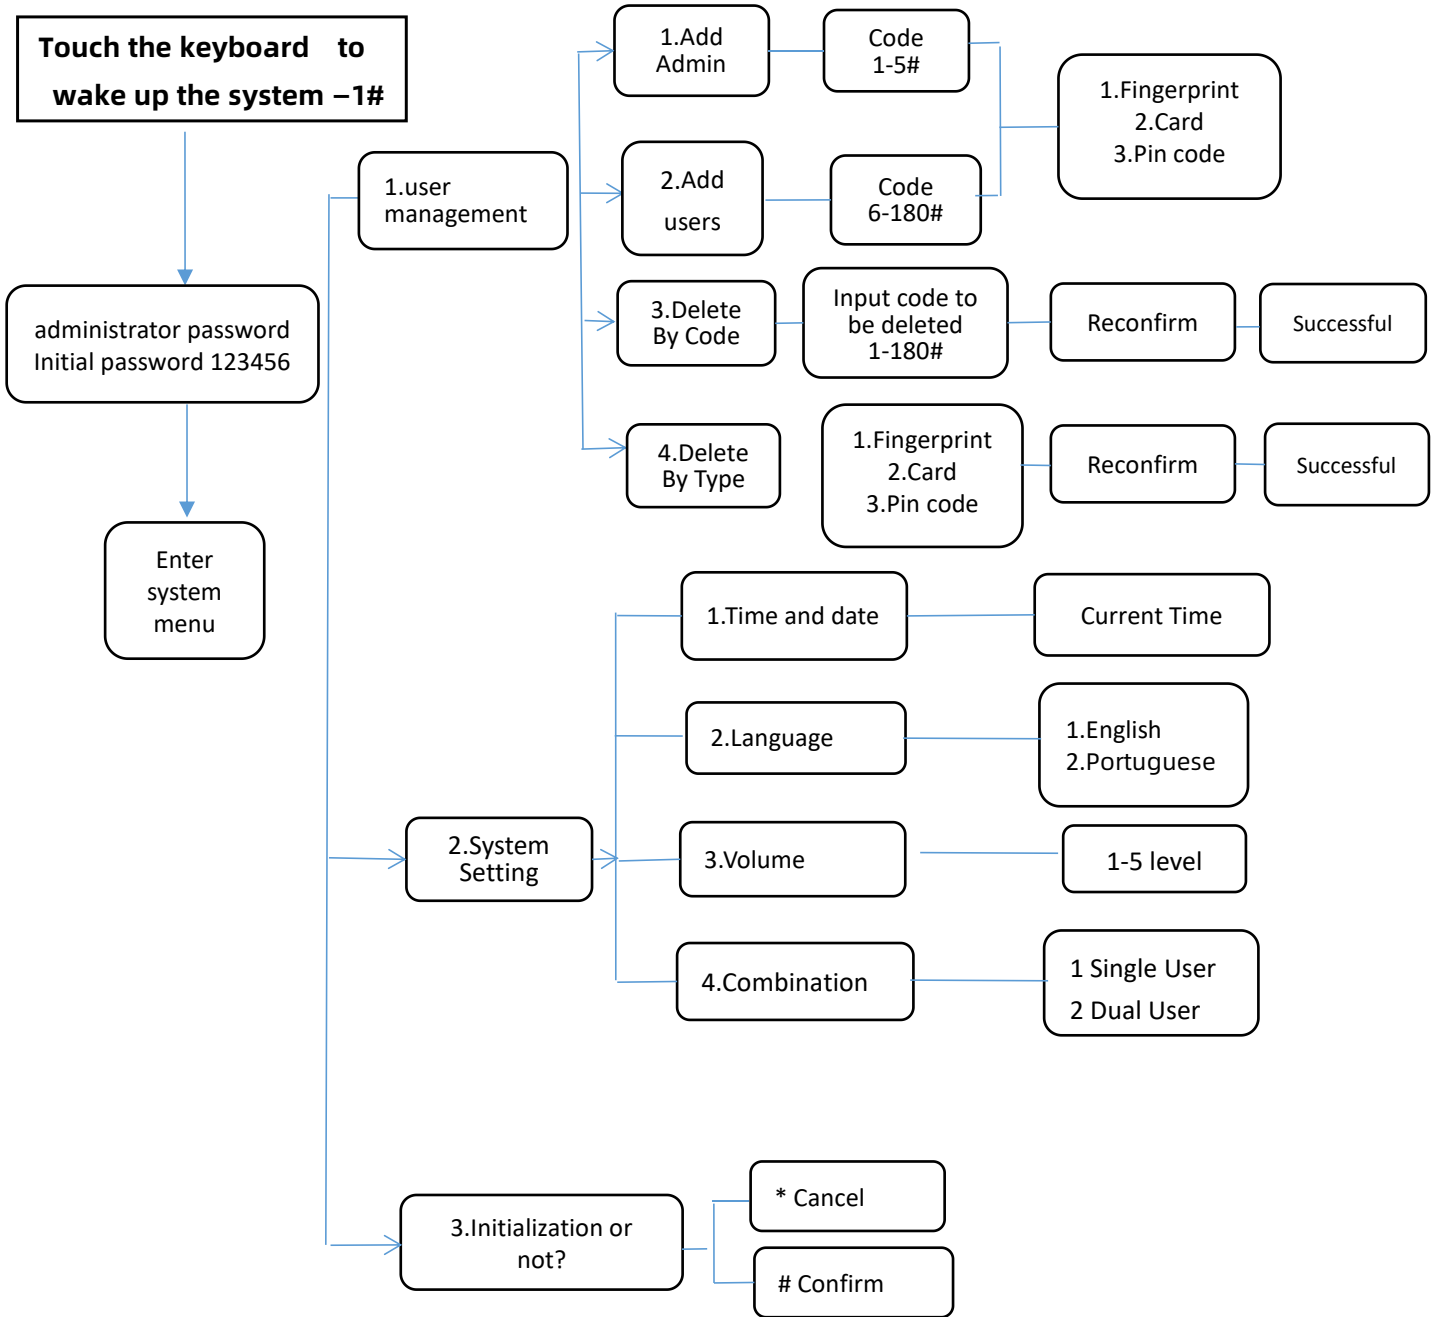 Touch the keyboard to
wake up the system –1#
administrator password
Initial password 123456
Enter
system
menu
1.user
management
1.Add
Admin
Code
1-5#
1.Fingerprint
2.Card
3.Pin code
2.Add
users
Code
6-180#
3.Delete
By Code
Input code to
be deleted
1-180#
Reconfirm
Successful
4.Delete
By Type
1.Fingerprint
2.Card
3.Pin code
Reconfirm
Successful
2.System
Setting
1.Time and date
Current Time
2.Language
1.English
2.Portuguese
3.Volume
1-5 level
4.Combination
1 Single User
2 Dual User
3.Initialization or
not?
* Cancel
# Confirm